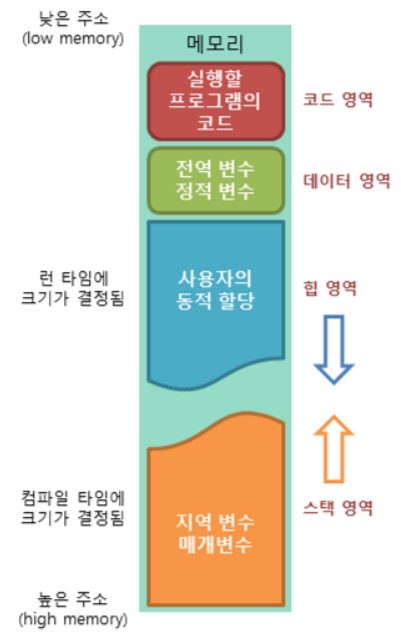 낮은 주소
(low memory)
메모리
실행할
프로그램의
코드
코드 영역
전역 변수
정적 변수
데이터 영역
런 타임에
크기가 결정됨
사용자의
동적 할당
힙 영역
컴파일 타임에
크기가 결정됨
지역 변수
매개변수
스택 영역
높은 주소
(high memory)